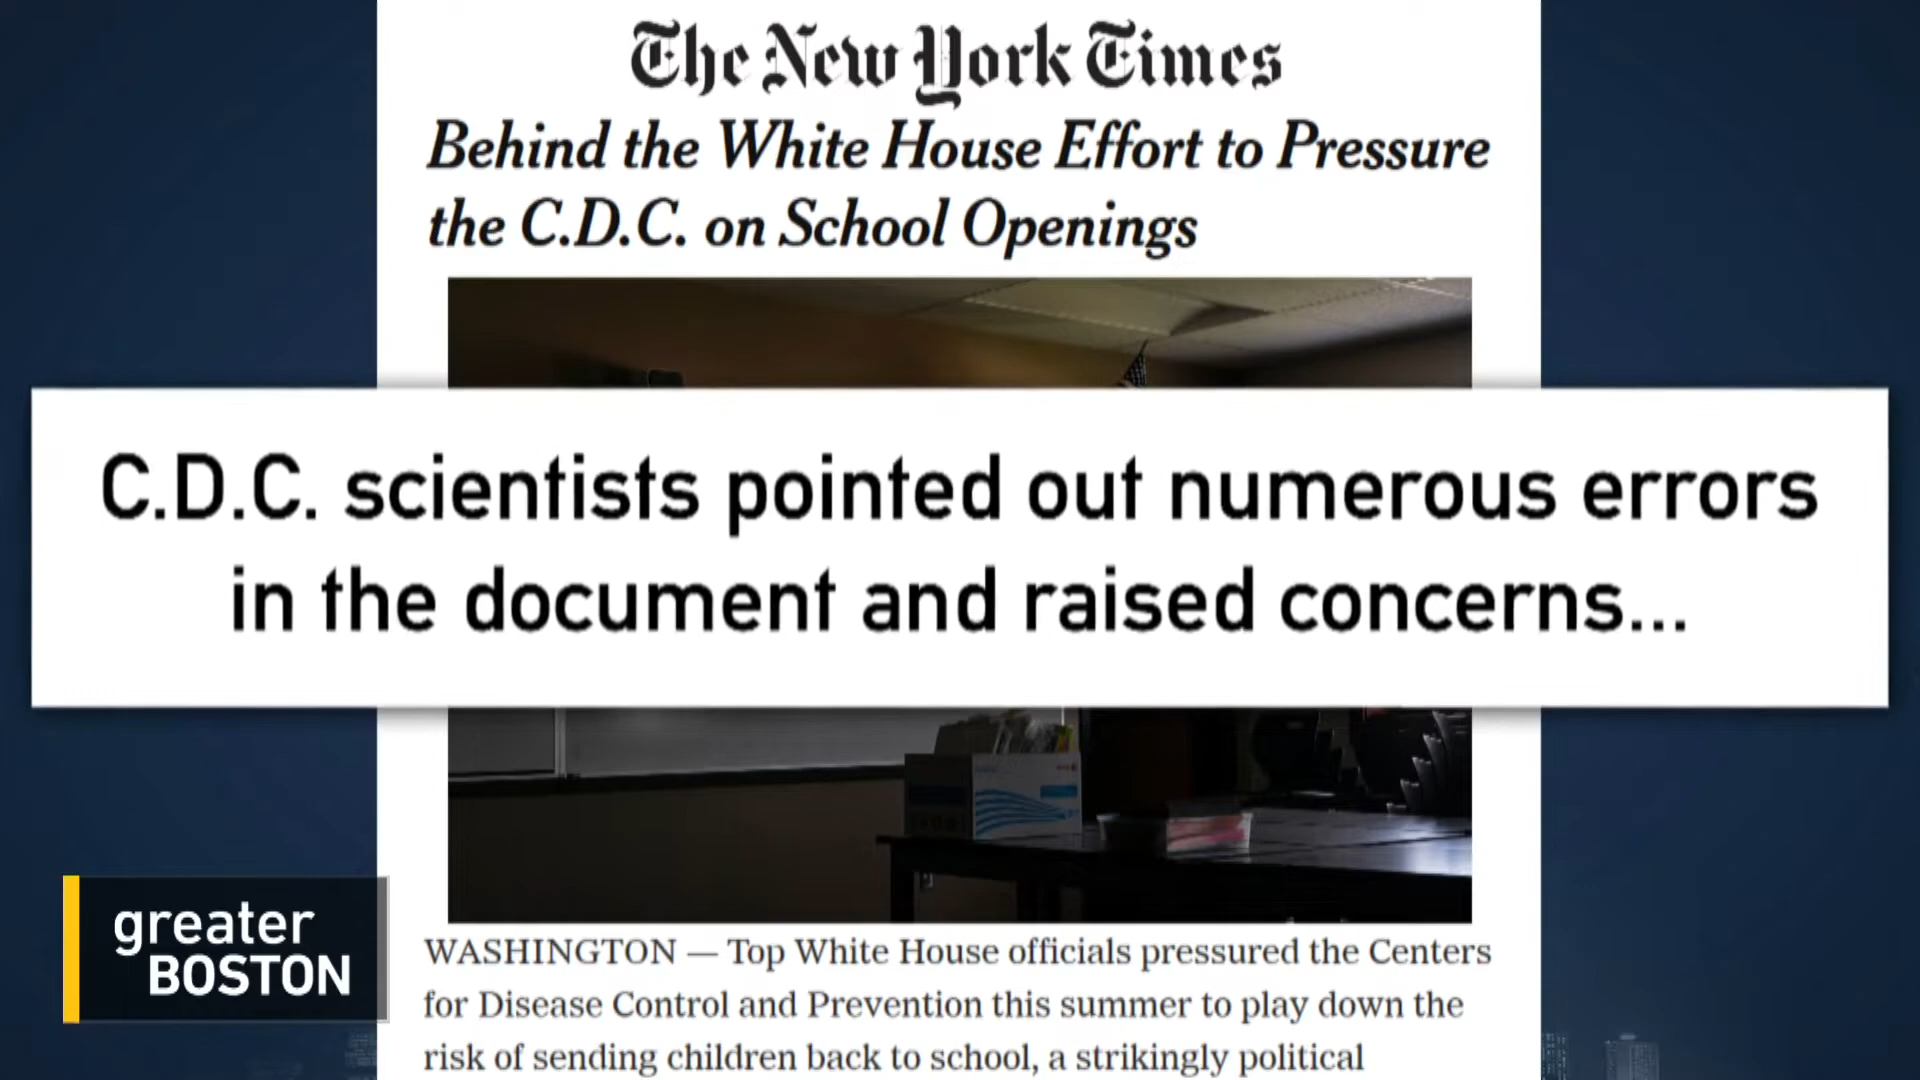 The New York Times
Behind the White House Effort to Pressure
the C.D.C. on School Openings
C.D.C. scientists pointed out numerous errors
in the document and raised concerns...
greater
BOSTON
WASHINGTON — Top White House officials pressured the Centers
for Disease Control and Prevention this summer to play down the
risk of sending children back to school, a strikingly political